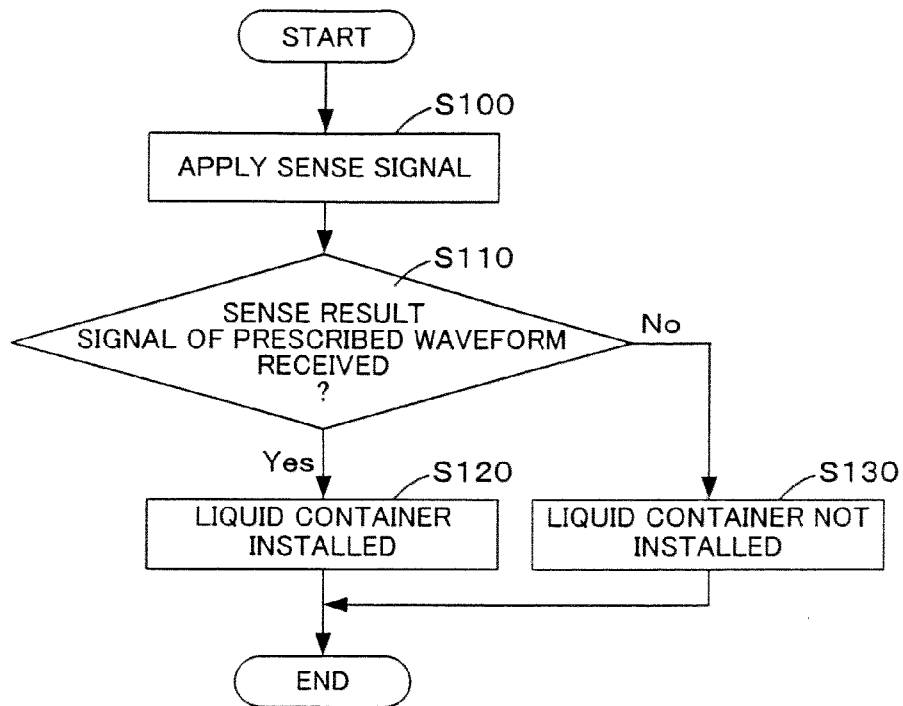 START
S100
APPLY SENSE SIGNAL
S110
SENSE RESULT
SIGNAL OF PRESCRIBED WAVEFORM
RECEIVED
?
No
Yes
S120
LIQUID CONTAINER
INSTALLED
S130
LIQUID CONTAINER NOT
INSTALLED
END